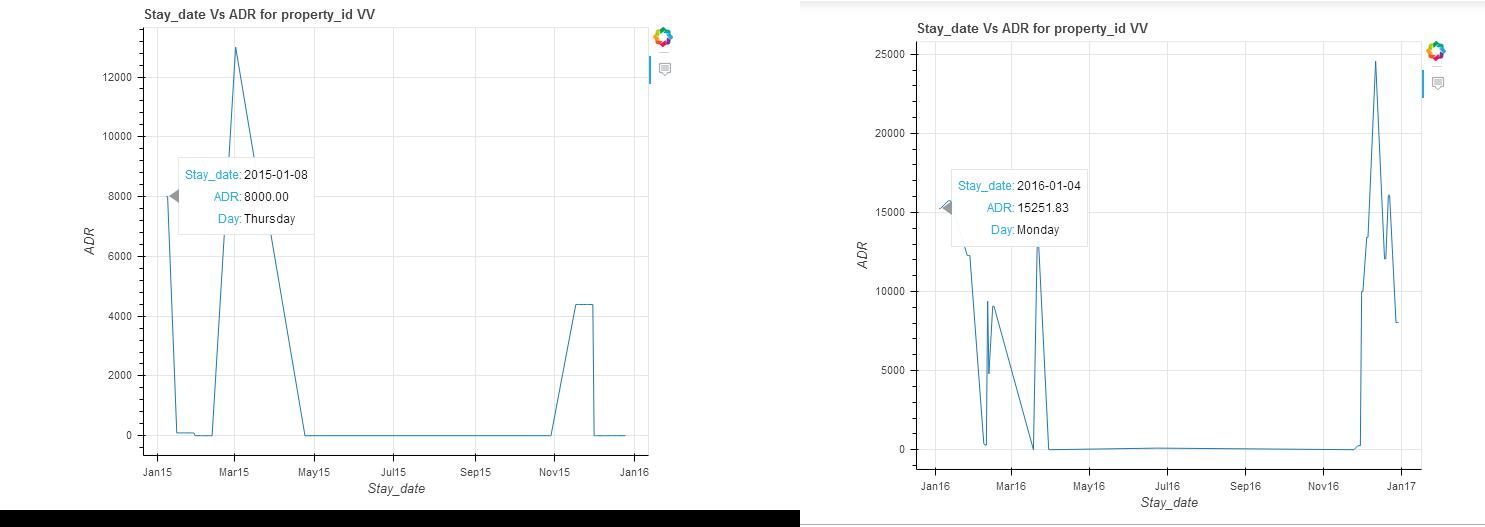 Stay_date Vs ADR for property_id VV
12000
10000
8000
6000
4000
2000
0
ADR
Stay_date: 2015-01-08
ADR: 8000.00
Day: Thursday
Jan15 Mar15 May15 Jul15 Sep15 Nov15 Jan16
Stay_date
Stay_date Vs ADR for property_id VV
25000
20000
15000
10000
5000
0
ADR
Stay_date: 2016-01-04
ADR: 15251.83
Day: Monday
Jan16 Mar16 May16 Jul16 Sep16 Nov16 Jan17
Stay_date